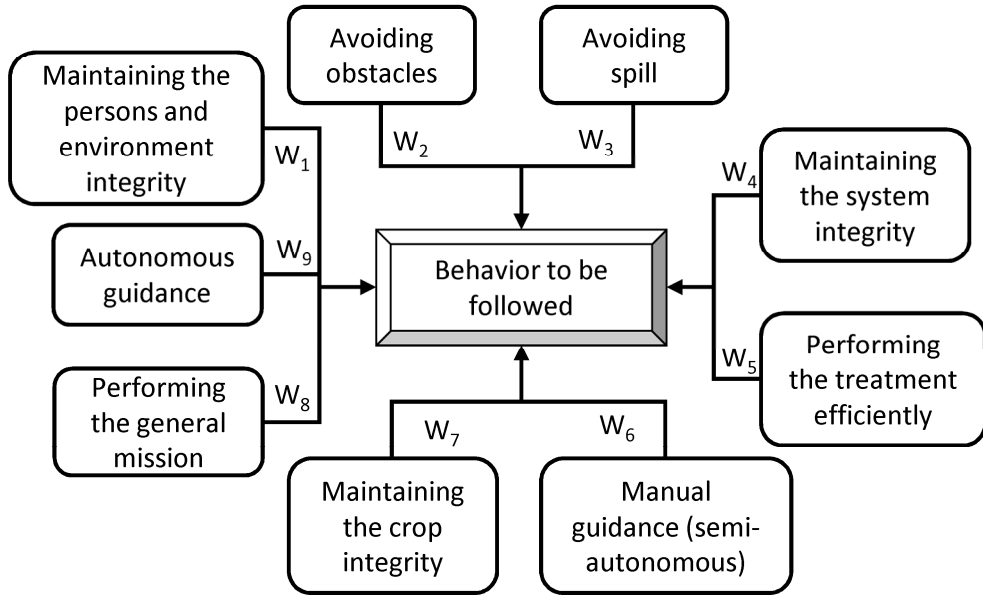 Maintaining the
persons and
environment
integrity
W1
Avoiding
obstacles
W2
Avoiding
spill
W3
Maintaining
the system
integrity
W4
Autonomous
guidance
W9
Behavior to be
followed
Performing
the treatment
efficiently
W5
Performing
the general
mission
W8
Maintaining
the crop
integrity
W7
Manual
guidance (semi-
autonomous)
W6